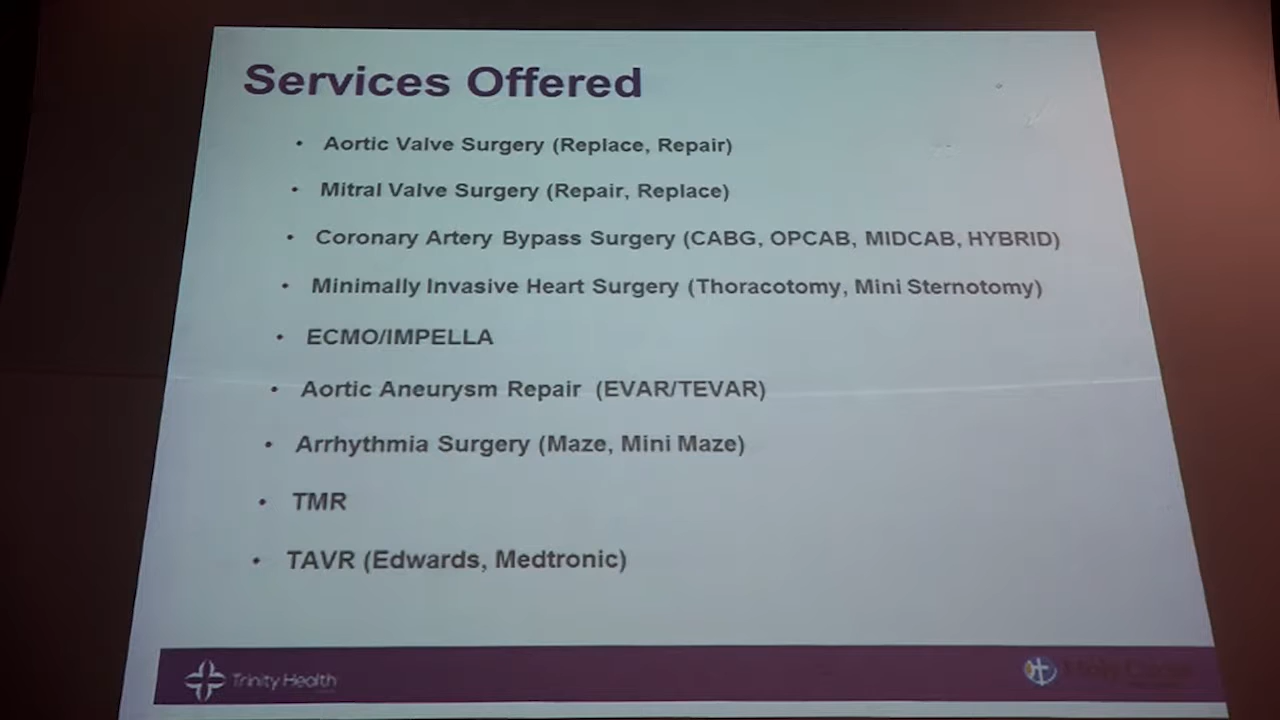 Services Offered
• Aortic Valve Surgery (Replace, Repair)
• Mitral Valve Surgery (Repair, Replace)
• Coronary Artery Bypass Surgery (CABG, OPCAB, MIDCAB, HYBRID)
• Minimally Invasive Heart Surgery (Thoracotomy, Mini Sternotomy)
• ECMO/IMPELLA
• Aortic Aneurysm Repair (EVAR/TEVAR)
• Arrhythmia Surgery (Maze, Mini Maze)
• TMR
• TAVR (Edwards, Medtronic)
Trinity Health